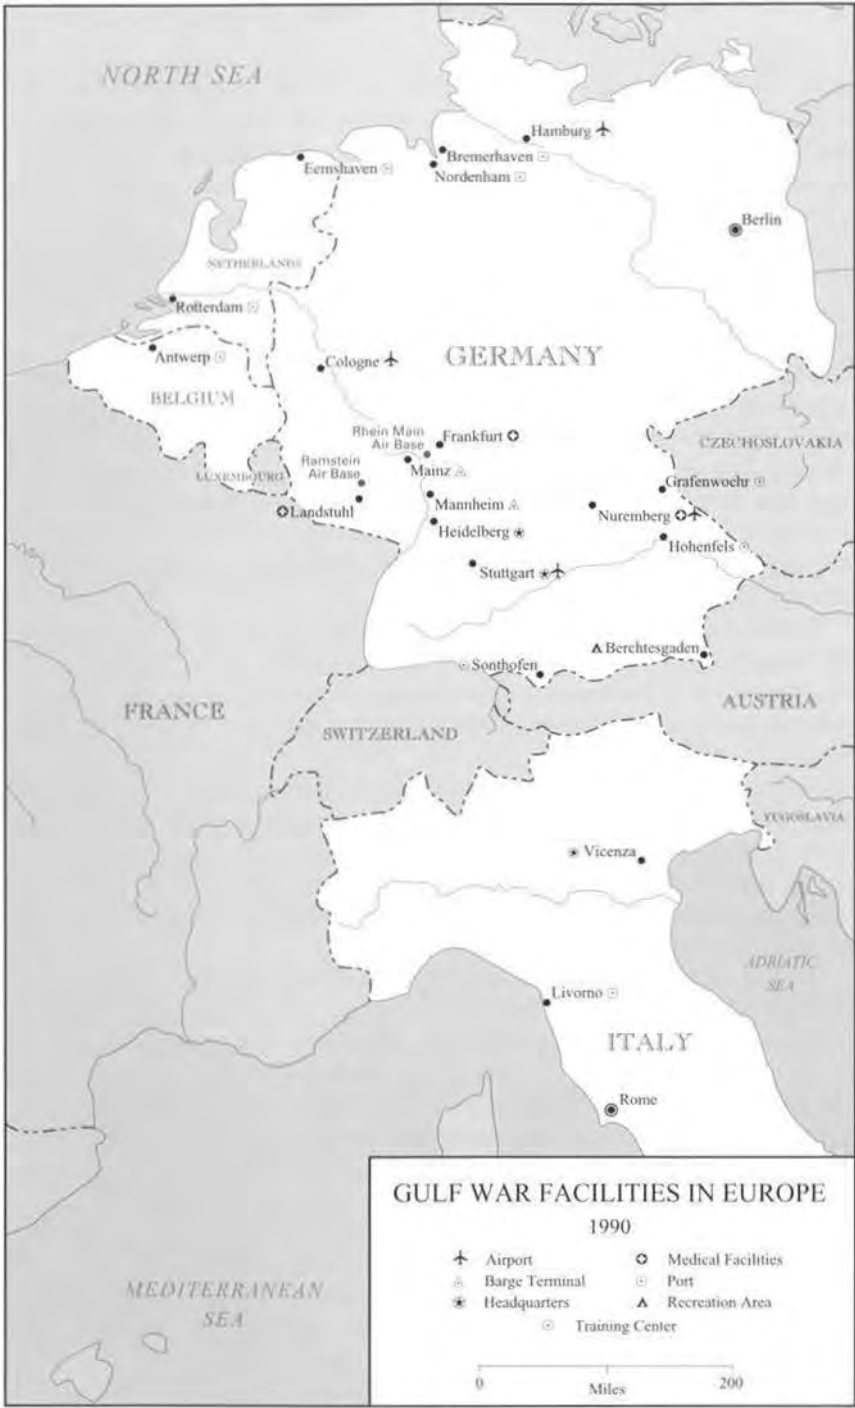 NORTH SEA
Hamburg
Bremerhaven
Eemshaven
Nordenham
Berlin
NETHERLANDS
Rotterdam
Antwerp
Cologne
GERMANY
BELGIUM
Rhein Main
Air Base
Frankfurt
CZECHOSLOVAKIA
Ramstein
Air Base
LUXEMBOURG
Mainz
Grafenwoehr
Landstuhl
Mannheim
Nuremberg
Heidelberg
Hohenfels
Stuttgart
Berchtesgaden
Sonthofen
FRANCE
AUSTRIA
SWITZERLAND
YUGOSLAVIA
Vicenza
ADRIATIC
SEA
Livorno
ITALY
Rome
GULF WAR FACILITIES IN EUROPE
1990
Airport
Medical Facilities
Barge Terminal
Port
Headquarters
Recreation Area
Training Center
0
200
Miles
MEDITERRANEAN
SEA